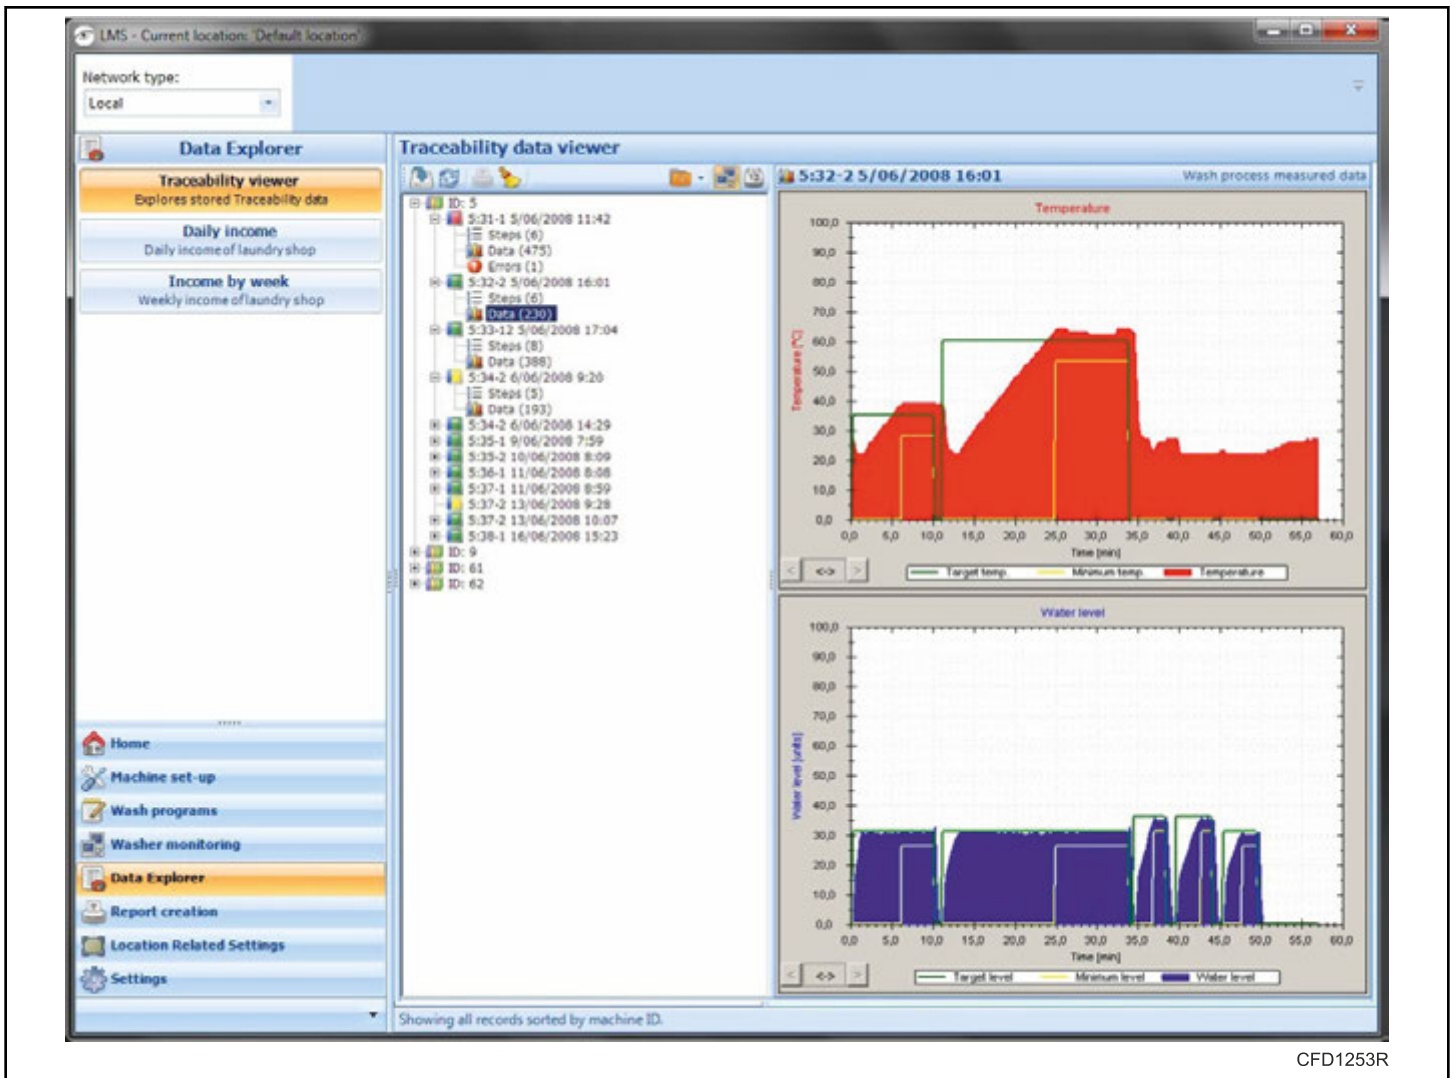 LMS - Current location: 'Default location'
Network type:
Local
Data Explorer
Traceability viewer
Explores stored Traceability data
Daily income
Daily income of laundry shop
Income by week
Weekly income of laundry shop
Home
Machine set-up
Wash programs
Washer monitoring
Data Explorer
Report creation
Location Related Settings
Settings
Traceability data viewer
ID: 5
5:31-1 5/06/2008 11:42
Steps (6)
Data (475)
Errors (1)
5:32-2 5/06/2008 16:01
Steps (6)
Data (230)
5:33-12 5/06/2008 17:04
Steps (8)
Data (388)
5:34-2 6/06/2008 9:20
Steps (5)
Data (193)
5:34-2 6/06/2008 14:29
5:35-1 9/06/2008 7:59
5:35-2 10/06/2008 8:09
5:36-1 11/06/2008 8:08
5:37-1 11/06/2008 8:59
5:37-2 13/06/2008 9:28
5:37-2 13/06/2008 10:07
5:38-1 16/06/2008 15:23
ID: 9
ID: 61
ID: 62
5:32-2 5/06/2008 16:01 Wash process measured data
Temperature
100,0
90,0
80,0
70,0
60,0
50,0
40,0
30,0
20,0
10,0
0,0
Temperature [°C]
0,0 5,0 10,0 15,0 20,0 25,0 30,0 35,0 40,0 45,0 50,0 55,0 60,0
Time [min]
< <-> >
Target temp. Minimum temp. Temperature
Water level
100,0
90,0
80,0
70,0
60,0
50,0
40,0
30,0
20,0
10,0
0,0
Water level [units]
0,0 5,0 10,0 15,0 20,0 25,0 30,0 35,0 40,0 45,0 50,0 55,0 60,0
Time [min]
< <-> >
Target level Minimum level Water level
Showing all records sorted by machine ID.
CFD1253R